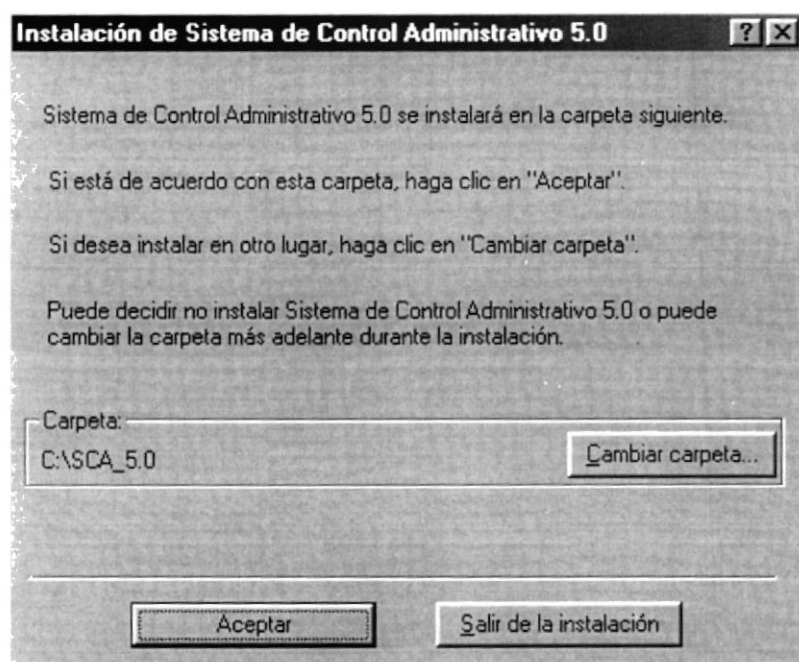 Instalación de Sistema de Control Administrativo 5.0
Sistema de Control Administrativo 5.0 se instalará en la carpeta siguiente.
Si está de acuerdo con esta carpeta, haga clic en "Aceptar".
Si desea instalar en otro lugar, haga clic en "Cambiar carpeta".
Puede decidir no instalar Sistema de Control Administrativo 5.0 o puede
cambiar la carpeta más adelante durante la instalación.
Carpeta:
C:\SCA_5.0
Cambiar carpeta...
Aceptar
Salir de la instalación